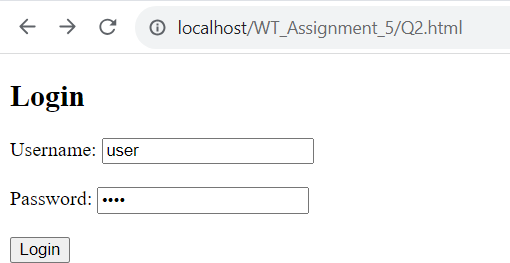 localhost/WT_Assignment_5/Q2.html
Login
Username: user
Password: ••••
Login